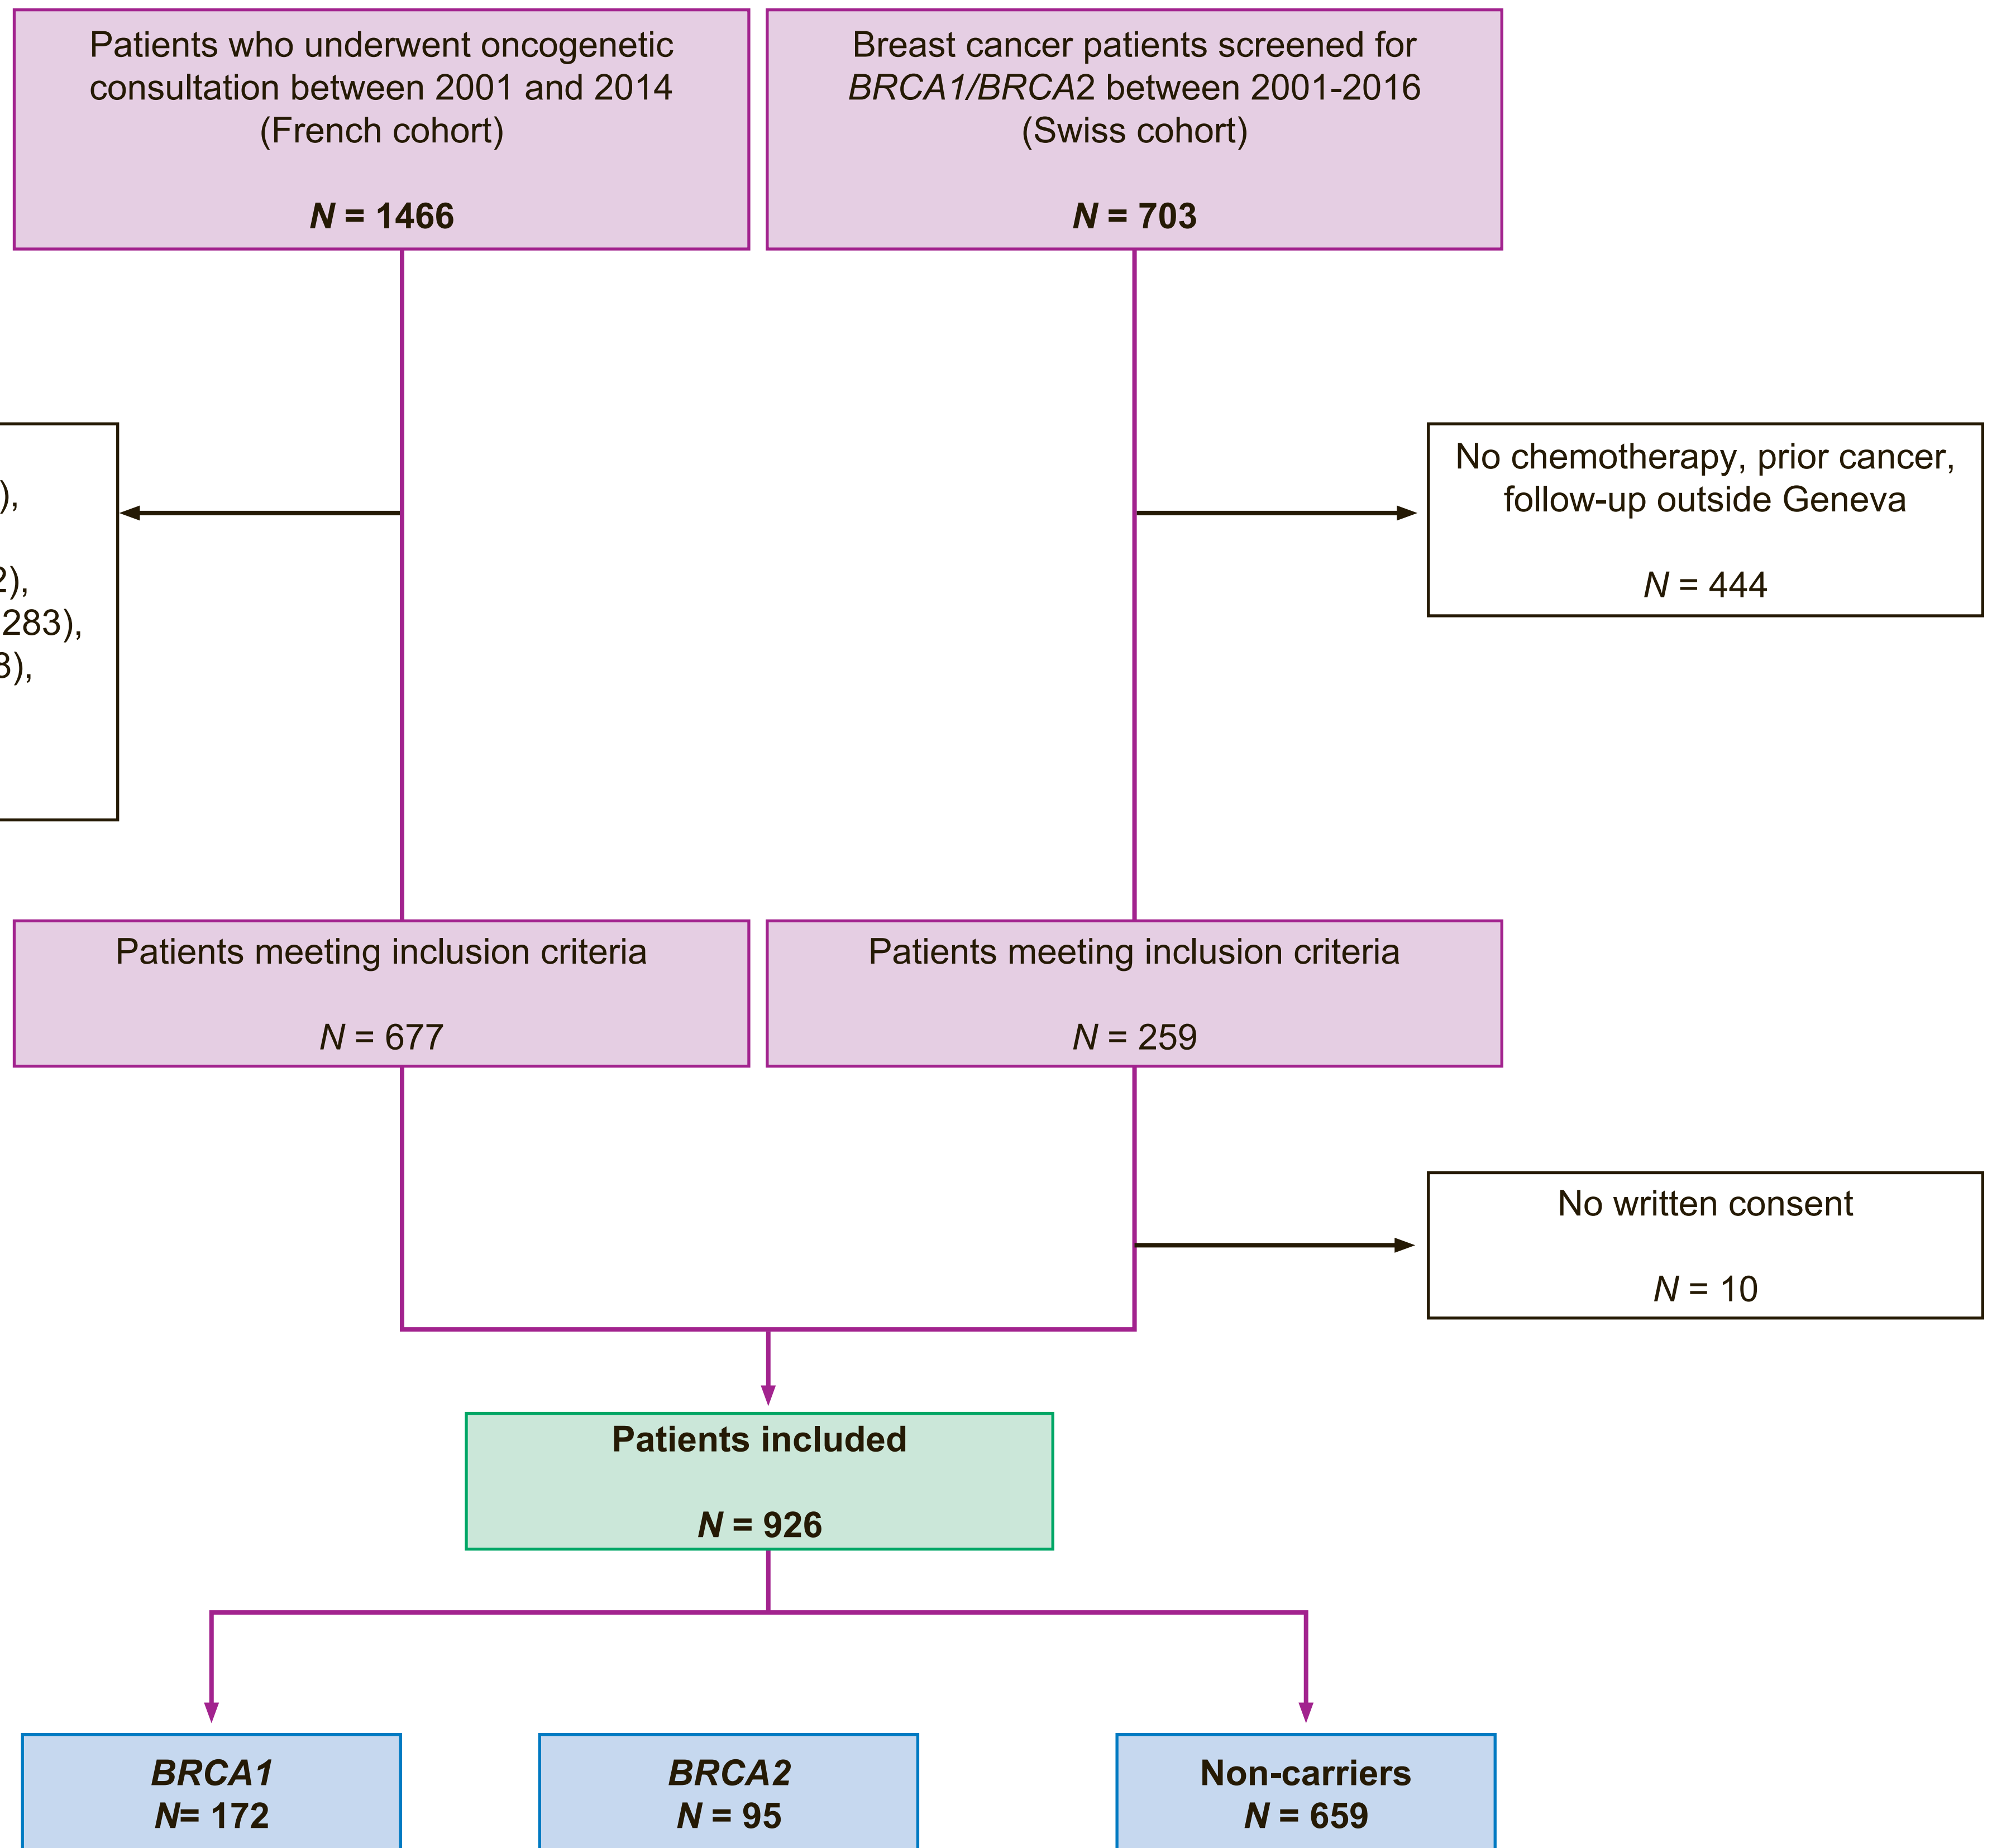 Patients who underwent oncogenetic
consultation between 2001 and 2014
(French cohort)
N = 1466
Breast cancer patients screened for
BRCA1/BRCA2 between 2001-2016
(Swiss cohort)
N = 703
),
2),
283),
8),
No chemotherapy, prior cancer,
follow-up outside Geneva
N = 444
Patients meeting inclusion criteria
N = 677
Patients meeting inclusion criteria
N = 259
No written consent
N = 10
Patients included
N = 926
BRCA1
N= 172
BRCA2
N = 95
Non-carriers
N = 659